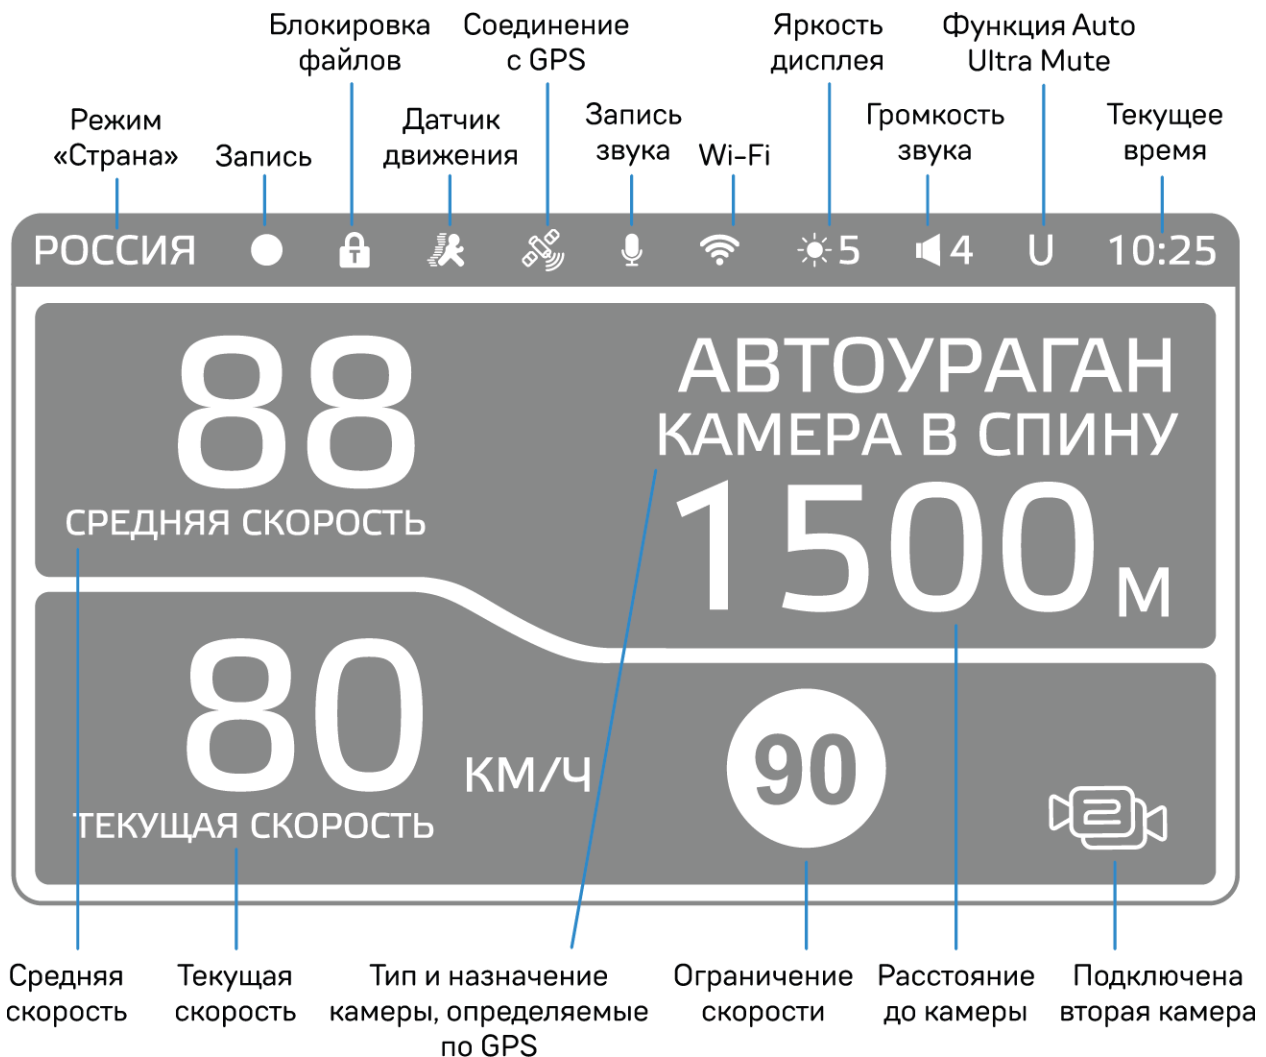 Блокировка
файлов
Соединение
с GPS
Яркость
дисплея
Функция Auto
Ultra Mute
Режим
«Страна»
Запись
Датчик
движения
Запись
звука
Wi-Fi
Громкость
звука
Текущее
время
РОССИЯ T 5 4 U 10:25
88
СРЕДНЯЯ СКОРОСТЬ
АВТОУРАГАН
КАМЕРА В СПИНУ
1500 м
80 КМ/Ч
ТЕКУЩАЯ СКОРОСТЬ
90
2
Средняя
скорость
Текущая
скорость
Тип и назначение
камеры, определяемые
по GPS
Ограничение
скорости
Расстояние
до камеры
Подключена
вторая камера